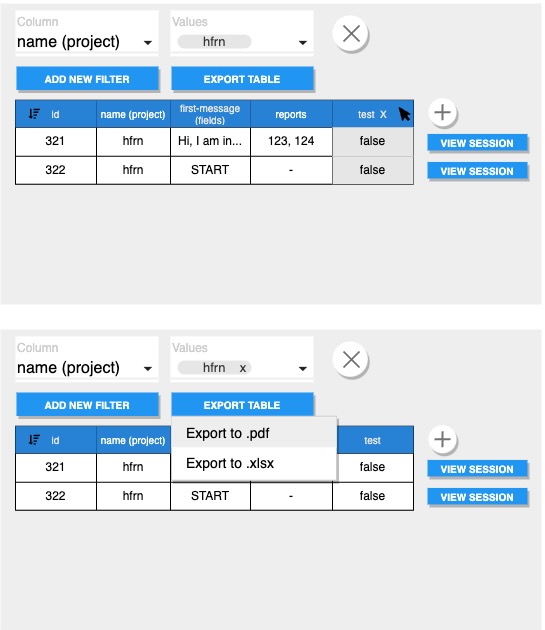 Column Values
name (project) hfrn
ADD NEW FILTER EXPORT TABLE
id name (project) first-message (fields) reports test X
321 hfrn Hi, I am in... 123, 124 false VIEW SESSION
322 hfrn START - false VIEW SESSION
Column Values
name (project) hfrn x
ADD NEW FILTER EXPORT TABLE
Export to .pdf
id name (project) test
Export to .xlsx
321 hfrn false VIEW SESSION
322 hfrn START - false VIEW SESSION